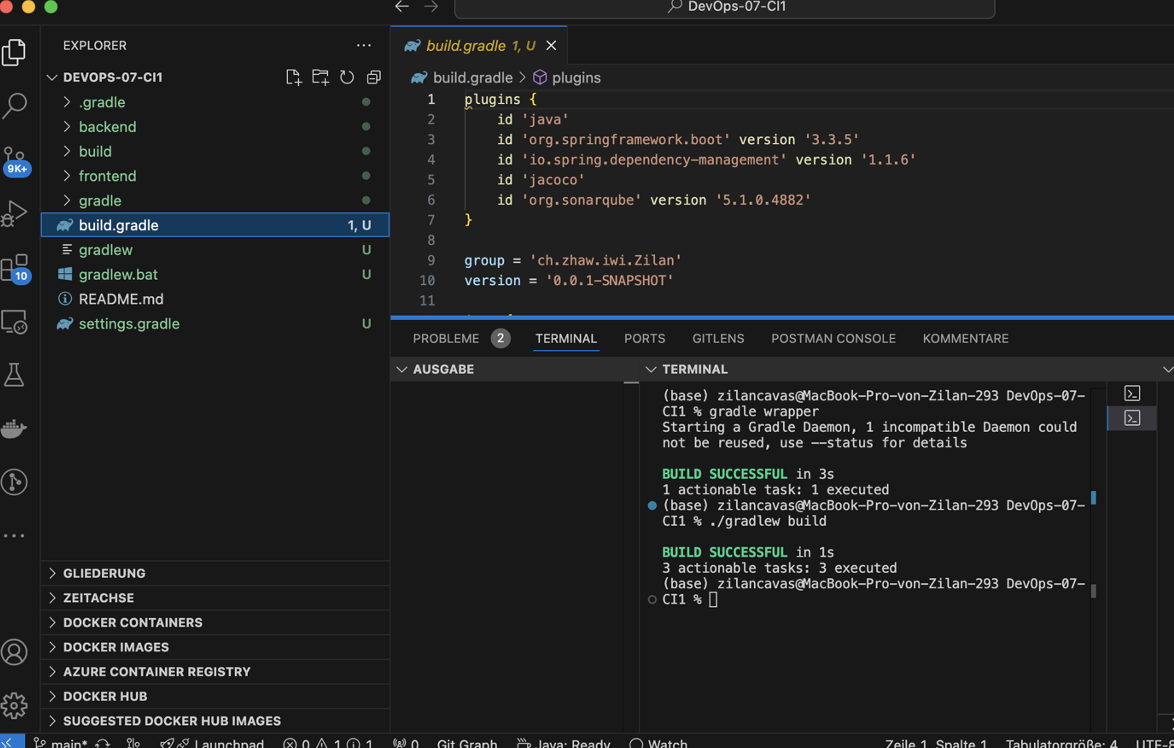 DevOps-07-CI1
EXPLORER
DEVOPS-07-CI1
.gradle
backend
build
frontend
gradle
build.gradle 1, U
gradlew U
gradlew.bat U
README.md
settings.gradle U
9K+
10
GLIEDERUNG
ZEITACHSE
DOCKER CONTAINERS
DOCKER IMAGES
AZURE CONTAINER REGISTRY
DOCKER HUB
SUGGESTED DOCKER HUB IMAGES
build.gradle 1, U
build.gradle > plugins
1 plugins {
2 id 'java'
3 id 'org.springframework.boot' version '3.3.5'
4 id 'io.spring.dependency-management' version '1.1.6'
5 id 'jacoco'
6 id 'org.sonarqube' version '5.1.0.4882'
7 }
8
9 group = 'ch.zhaw.iwi.Zilan'
10 version = '0.0.1-SNAPSHOT'
11
PROBLEME 2 TERMINAL PORTS GITLENS POSTMAN CONSOLE KOMMENTARE
AUSGABE
TERMINAL
(base) zilancavas@MacBook-Pro-von-Zilan-293 DevOps-07-
CI1 % gradle wrapper
Starting a Gradle Daemon, 1 incompatible Daemon could
not be reused, use --status for details
BUILD SUCCESSFUL in 3s
1 actionable task: 1 executed
(base) zilancavas@MacBook-Pro-von-Zilan-293 DevOps-07-
CI1 % ./gradlew build
BUILD SUCCESSFUL in 1s
3 actionable tasks: 3 executed
(base) zilancavas@MacBook-Pro-von-Zilan-293 DevOps-07-
CI1 %
main* Launchpad 0 1 1 0 Git Graph Java: Ready Watch Zeile 1, Spalte 1 Tabulatorgröße: 4 UTF-8